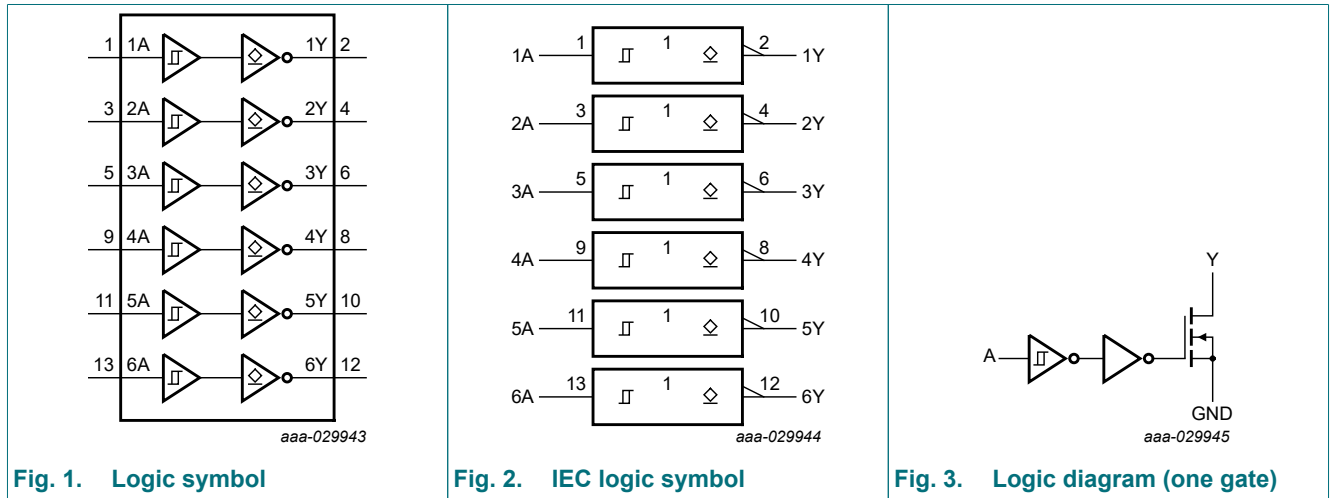 1 1A 1Y 2
3 2A 2Y 4
5 3A 3Y 6
9 4A 4Y 8
11 5A 5Y 10
13 6A 6Y 12
aaa-029943
Fig. 1. Logic symbol
1A 1 1 2 1Y
2A 3 1 4 2Y
3A 5 1 6 3Y
4A 9 1 8 4Y
5A 11 1 10 5Y
6A 13 1 12 6Y
aaa-029944
Fig. 2. IEC logic symbol
Y
A
GND
aaa-029945
Fig. 3. Logic diagram (one gate)